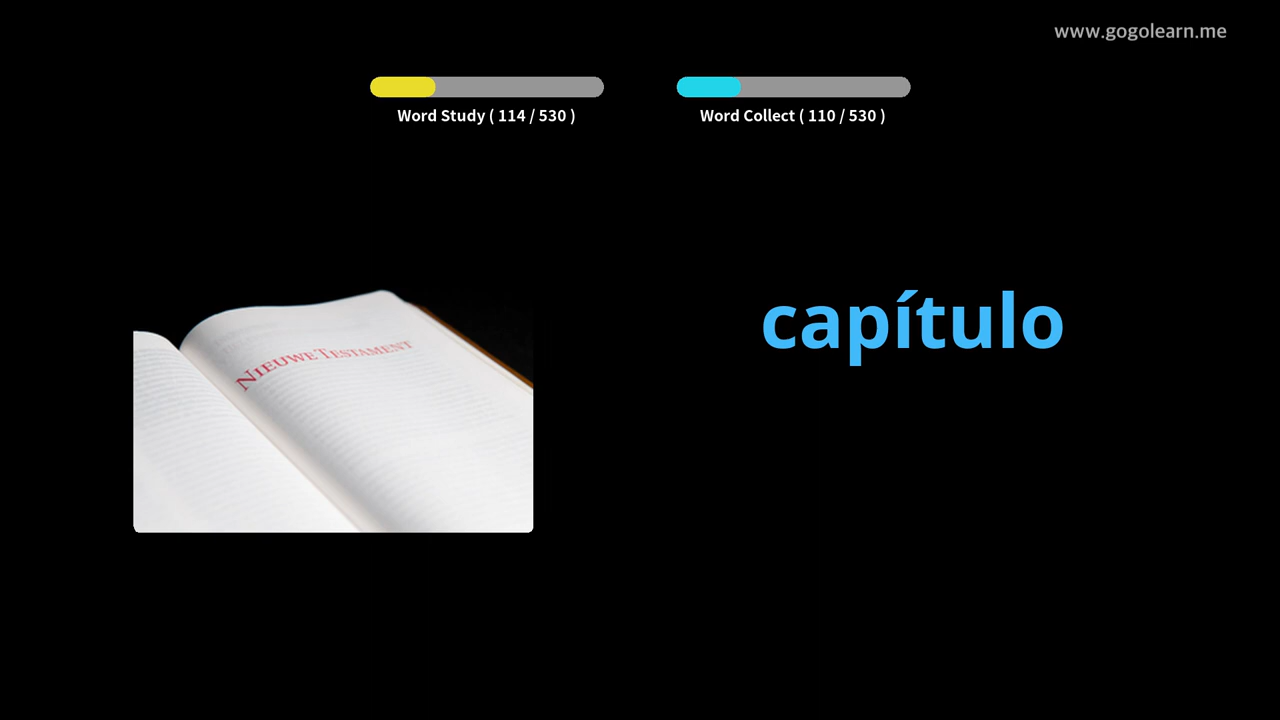 www.gogolearn.me
Word Study ( 114 / 530 )
Word Collect ( 110 / 530 )
capítulo
NIEUWE TESTAMENT